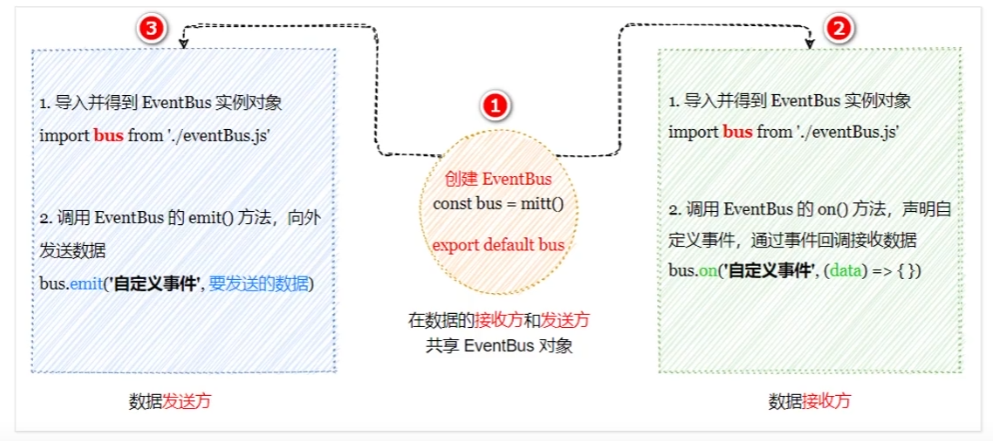 3
1. 导入并得到 EventBus 实例对象
import bus from './eventBus.js'
2. 调用 EventBus 的 emit() 方法，向外
发送数据
bus.emit('自定义事件', 要发送的数据)
数据发送方
1
创建 EventBus
const bus = mitt()
export default bus
在数据的接收方和发送方
共享 EventBus 对象
2
1. 导入并得到 EventBus 实例对象
import bus from './eventBus.js'
2. 调用 EventBus 的 on() 方法，声明自
定义事件，通过事件回调接收数据
bus.on('自定义事件', (data) => { })
数据接收方